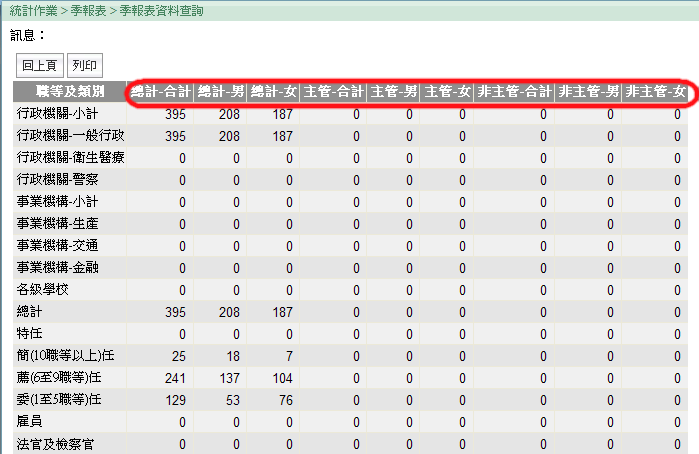 統計作業 > 季報表 > 季報表資料查詢
訊息：
回上頁 列印
職等及類別 總計-合計 總計-男 總計-女 主管-合計 主管-男 主管-女 非主管-合計 非主管-男 非主管-女
行政機關-小計 395 208 187 0 0 0 0 0 0
行政機關-一般行政 395 208 187 0 0 0 0 0 0
行政機關-衛生醫療 0 0 0 0 0 0 0 0 0
行政機關-警察 0 0 0 0 0 0 0 0 0
事業機構-小計 0 0 0 0 0 0 0 0 0
事業機構-生產 0 0 0 0 0 0 0 0 0
事業機構-交通 0 0 0 0 0 0 0 0 0
事業機構-金融 0 0 0 0 0 0 0 0 0
各級學校 0 0 0 0 0 0 0 0 0
總計 395 208 187 0 0 0 0 0 0
特任 0 0 0 0 0 0 0 0 0
簡(10職等以上)任 25 18 7 0 0 0 0 0 0
薦(6至9職等)任 241 137 104 0 0 0 0 0 0
委(1至5職等)任 129 53 76 0 0 0 0 0 0
雇員 0 0 0 0 0 0 0 0 0
法官及檢察官 0 0 0 0 0 0 0 0 0